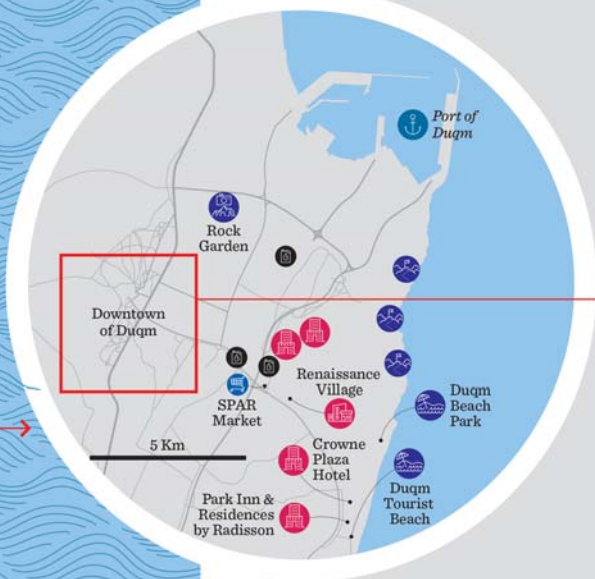 Port of
Duqm
Rock
Garden
Downtown
of Duqm
Renaissance
Village
SPAR
Market
Duqm
Beach
Park
5 Km
Crowne
Plaza
Hotel
Duqm
Tourist
Beach
Park Inn &
Residences
by Radisson